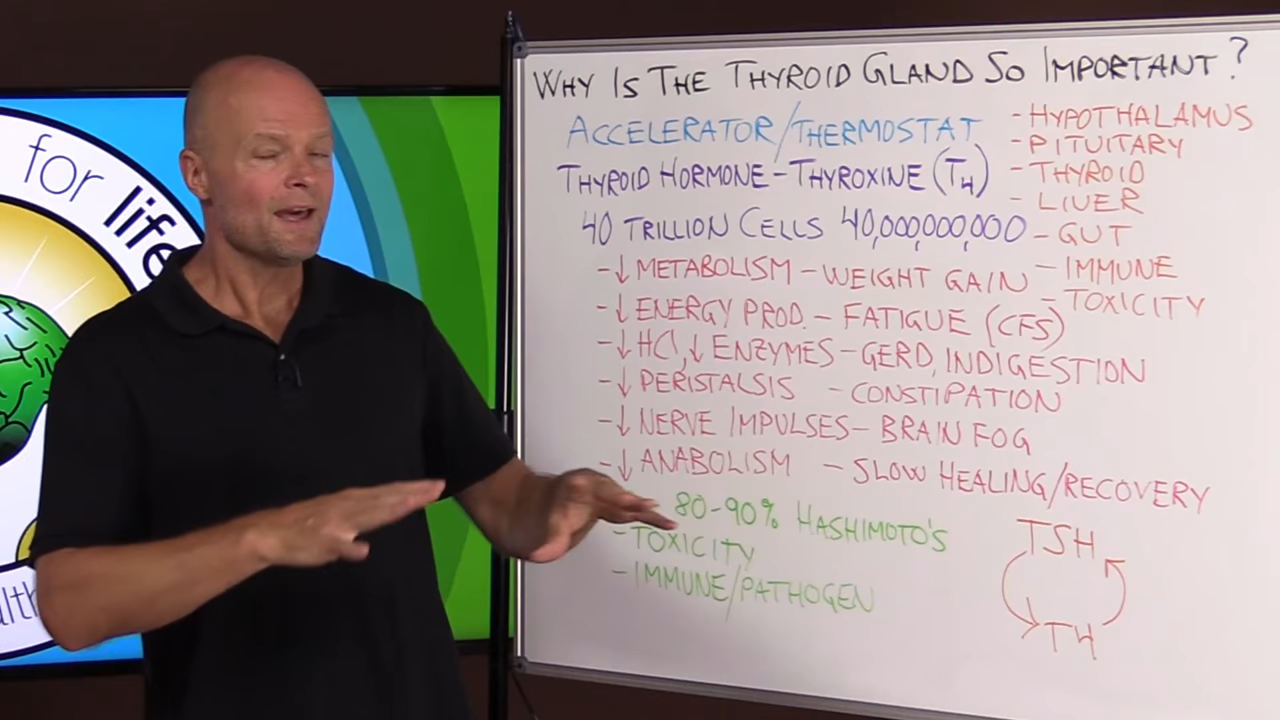 for life
alth
WHY IS THE THYROID GLAND SO IMPORTANT?
ACCELERATOR/THERMOSTAT
THYROID HORMONE - THYROXINE (T4)
40 TRILLION CELLS 40,000,000,000
- ↓ METABOLISM - WEIGHT GAIN
- ↓ ENERGY PROD. - FATIGUE (CFS)
- ↓ HCl, ↓ ENZYMES - GERD, INDIGESTION
- ↓ PERISTALSIS - CONSTIPATION
- ↓ NERVE IMPULSES - BRAIN FOG
- ↓ ANABOLISM - SLOW HEALING/RECOVERY
80-90% HASHIMOTO'S
- TOXICITY
- IMMUNE/PATHOGEN
- HYPOTHALAMUS
- PITUITARY
- THYROID
- LIVER
- GUT
- IMMUNE
- TOXICITY
TSH
T4